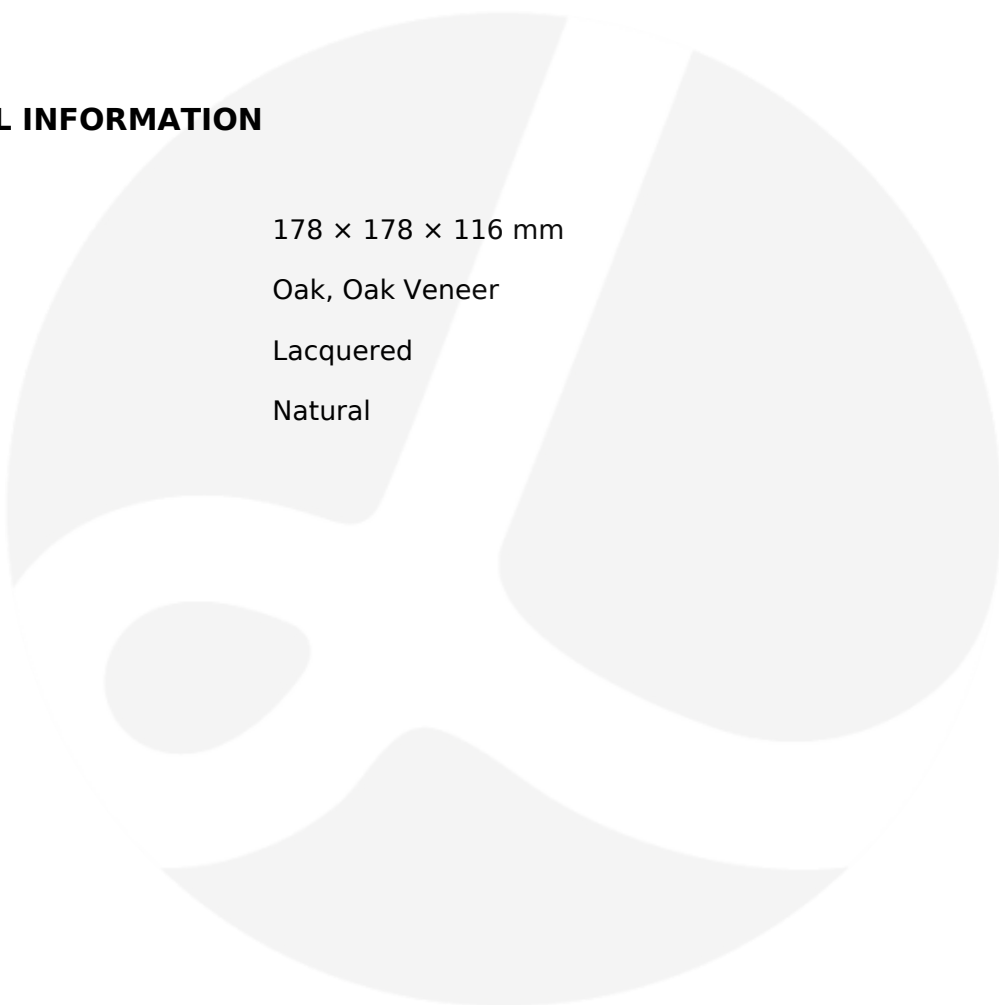 L INFORMATION
178 × 178 × 116 mm
Oak, Oak Veneer
Lacquered
Natural